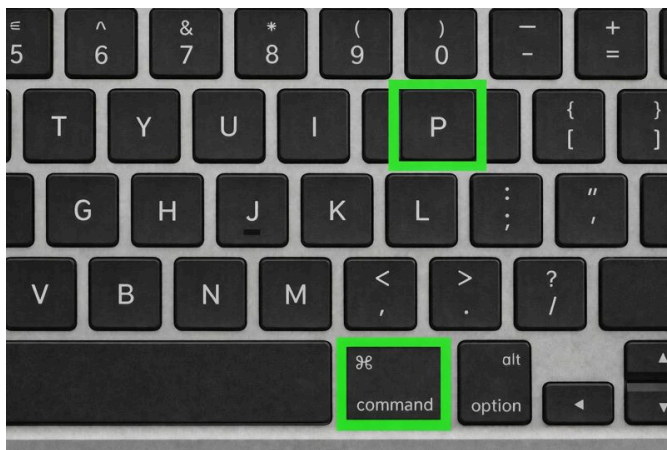 ^ & * ( ) — +
5 6 7 8 9 0 - =
T Y U I P { }
[ ]
G H J K L : "
; ,
V B N M < > ?
, . /
⌘ alt
command option